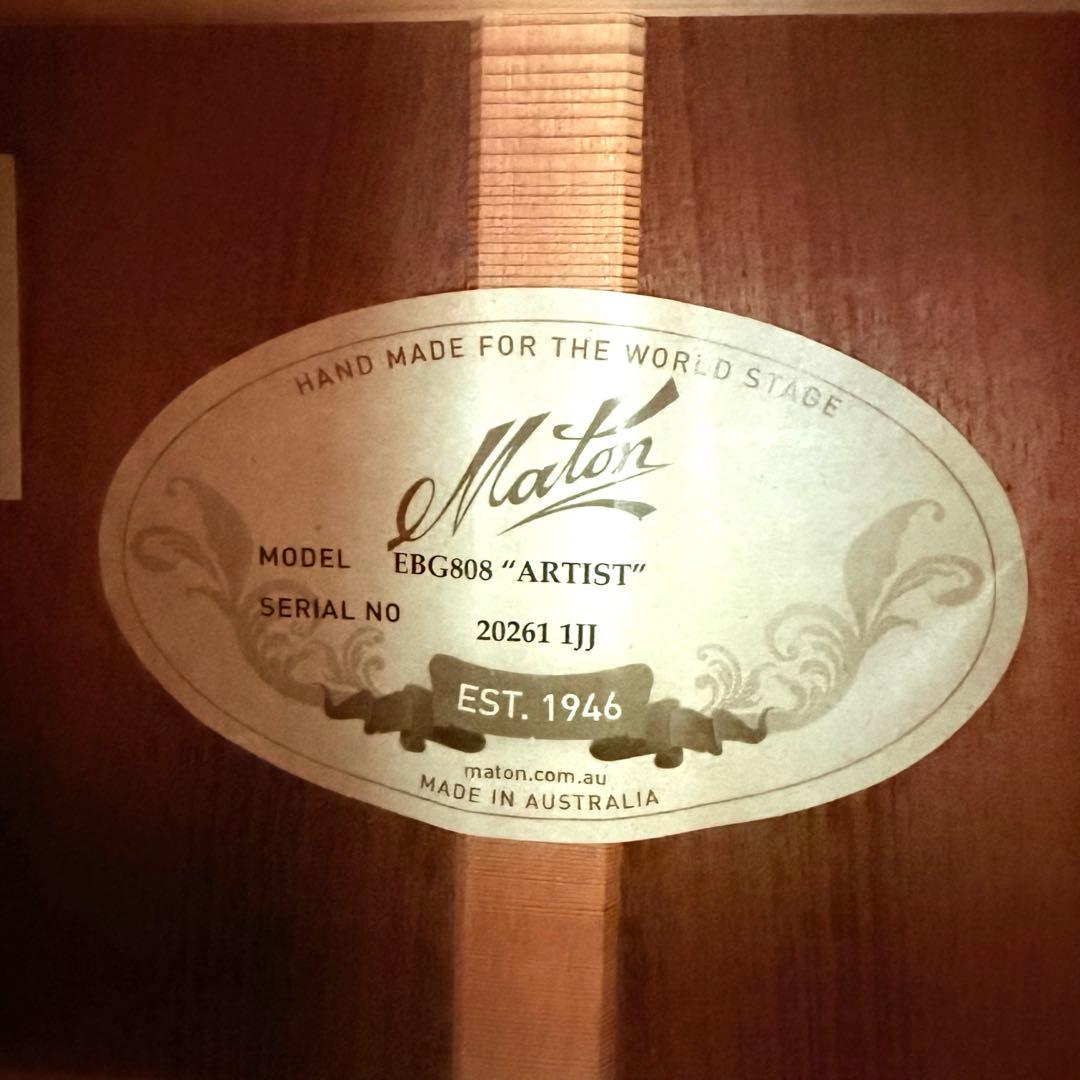 HAND MADE FOR THE WORLD STAGE
Maton
MODEL EBG808 “ARTIST”
SERIAL NO 20261 1JJ
EST. 1946
maton.com.au
MADE IN AUSTRALIA